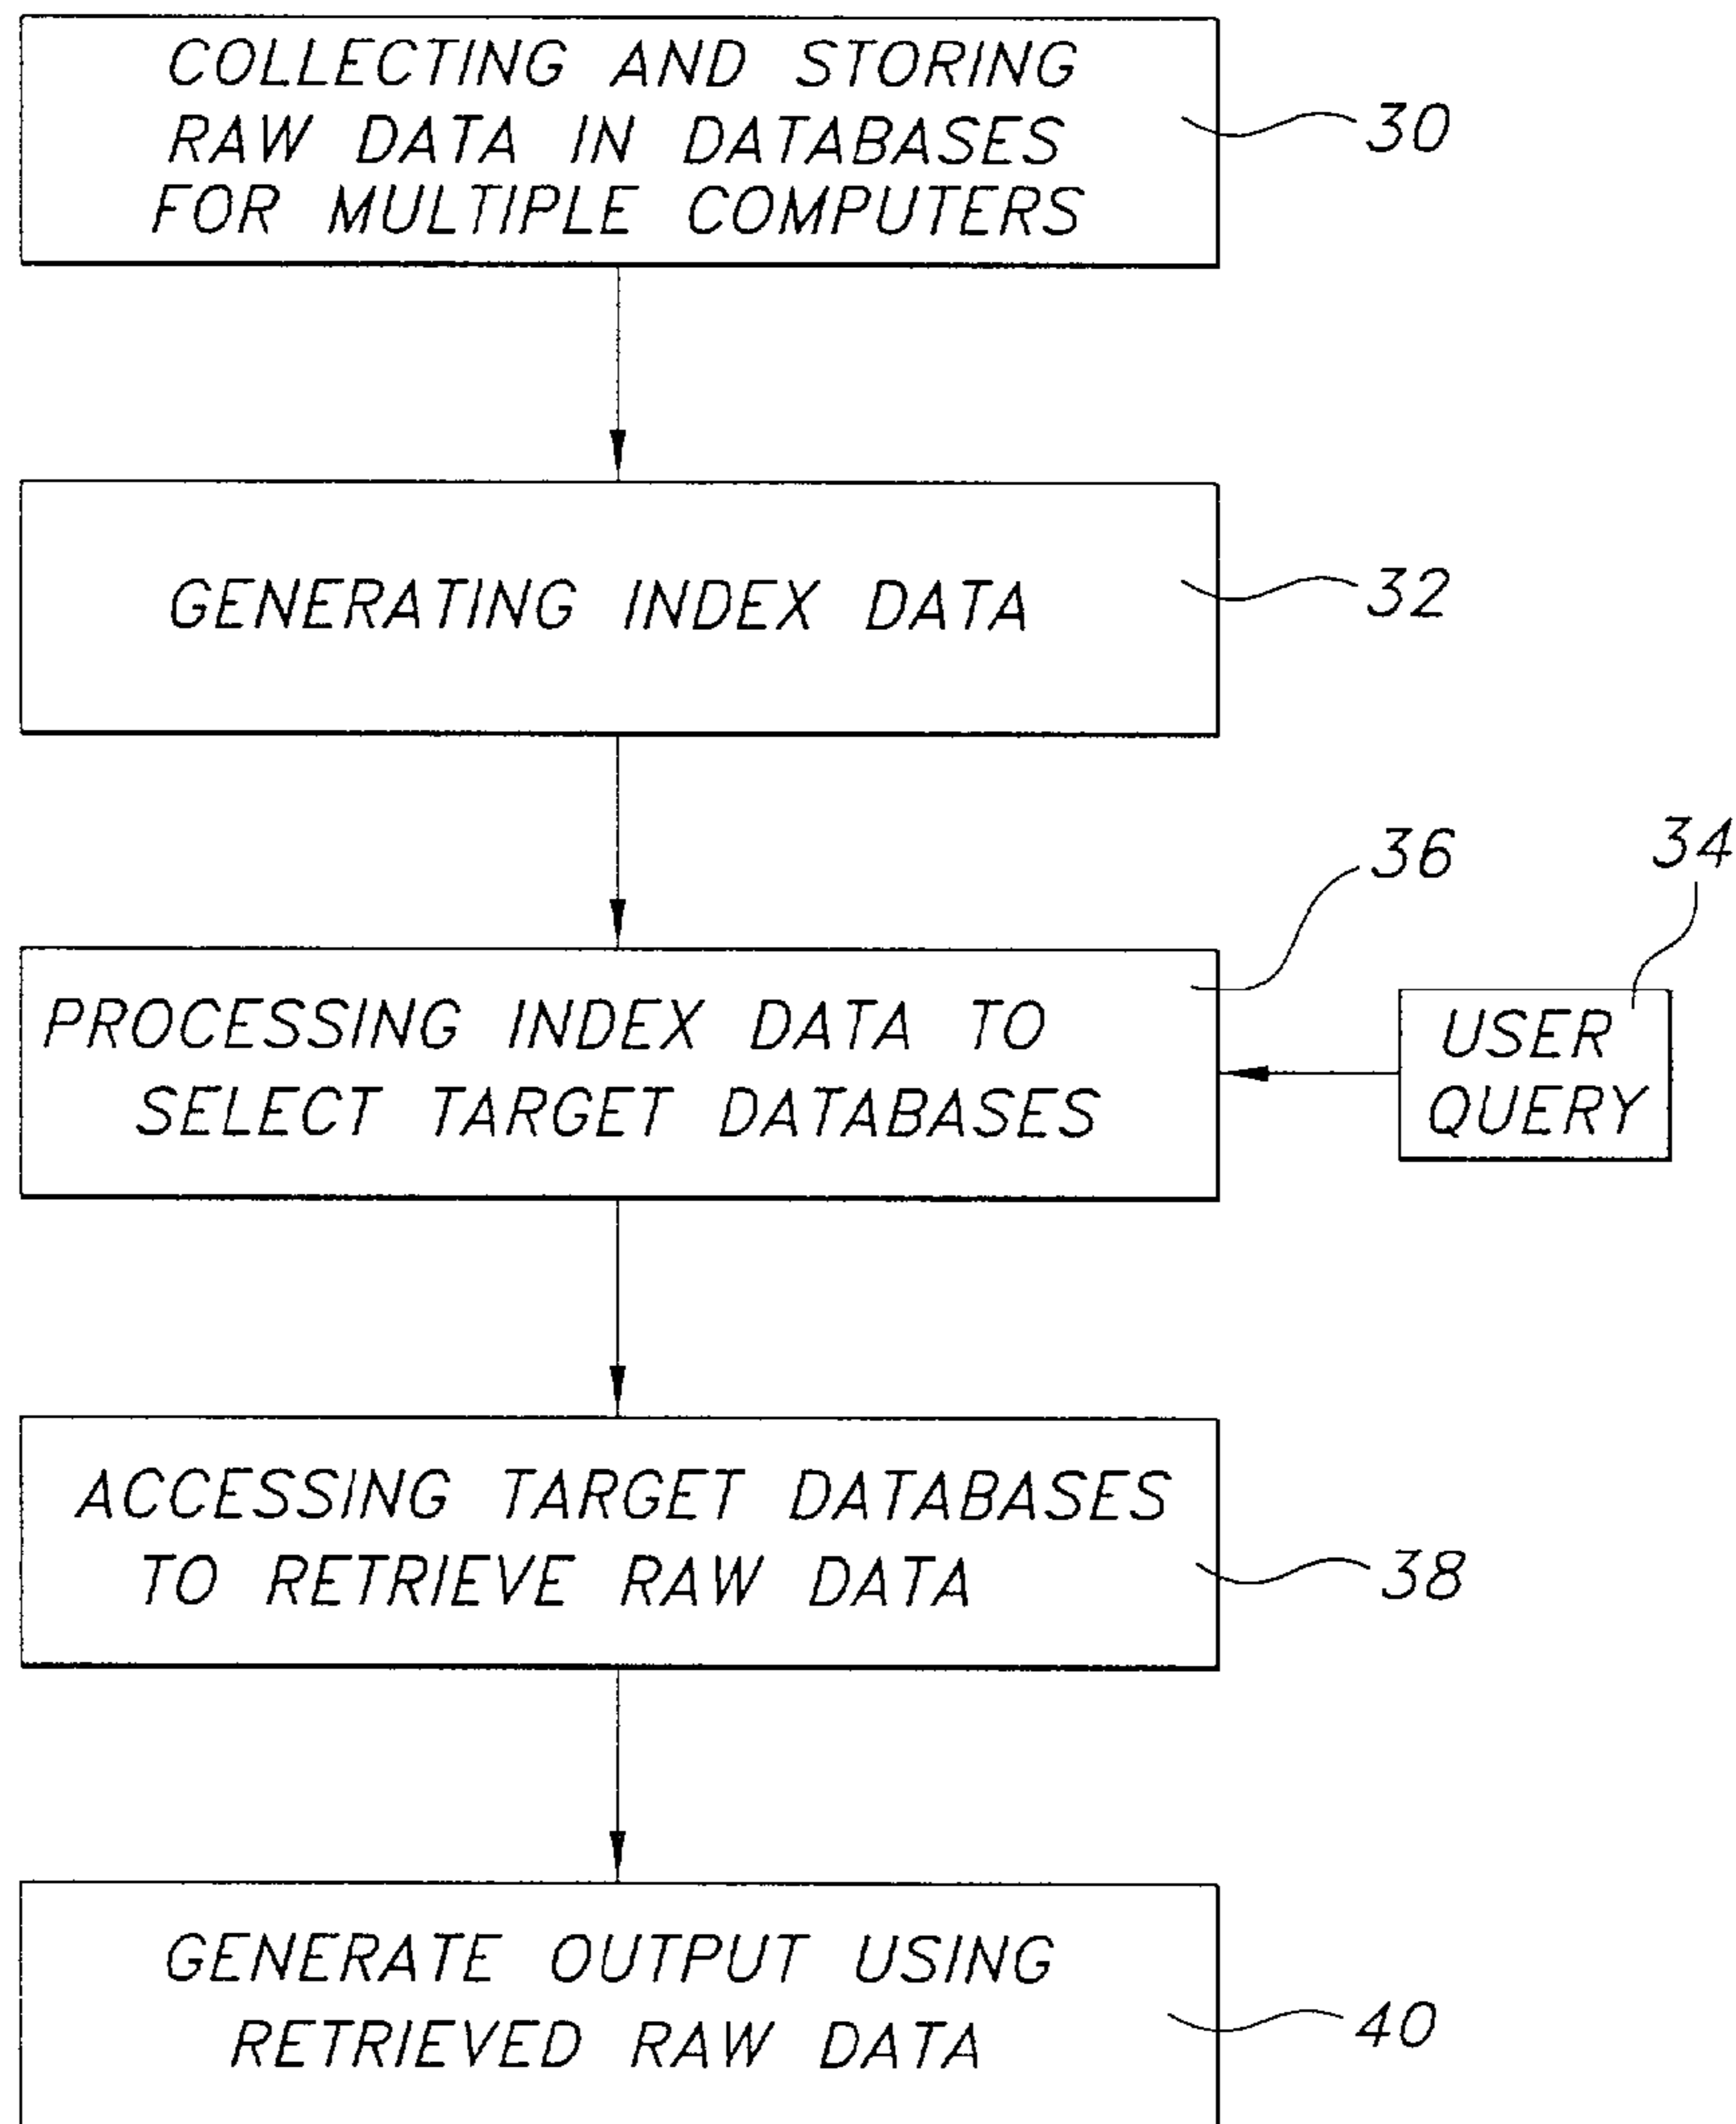 COLLECTING AND STORING
RAW DATA IN DATABASES
FOR MULTIPLE COMPUTERS
30
GENERATING INDEX DATA
32
36
34
PROCESSING INDEX DATA TO
SELECT TARGET DATABASES
USER
QUERY
ACCESSING TARGET DATABASES
TO RETRIEVE RAW DATA
38
GENERATE OUTPUT USING
RETRIEVED RAW DATA
40